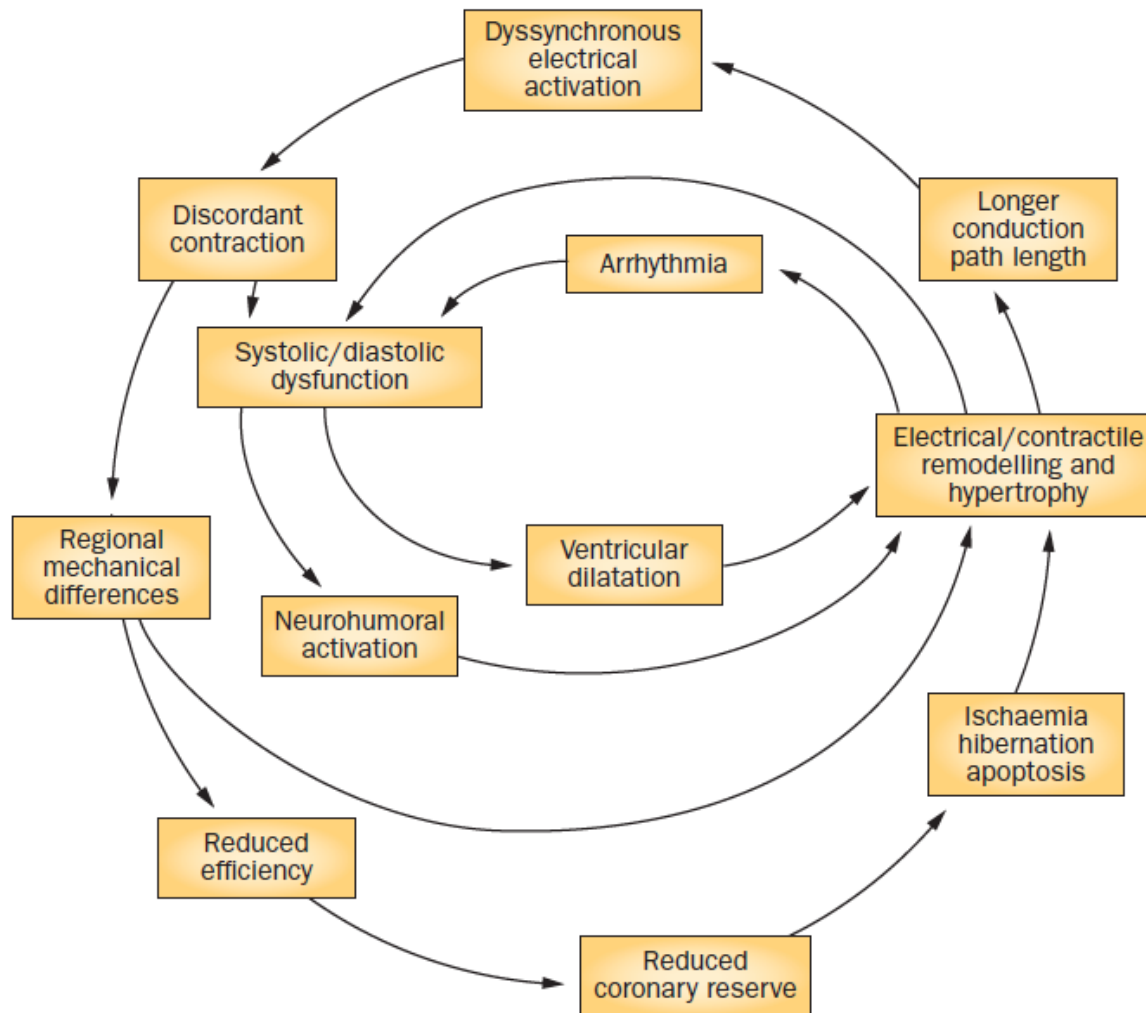 Dyssynchronous
electrical
activation
Discordant
contraction
Longer
conduction
path length
Arrhythmia
Systolic/diastolic
dysfunction
Electrical/contractile
remodelling and
hypertrophy
Regional
mechanical
differences
Ventricular
dilatation
Neurohumoral
activation
Ischaemia
hibernation
apoptosis
Reduced
efficiency
Reduced
coronary reserve